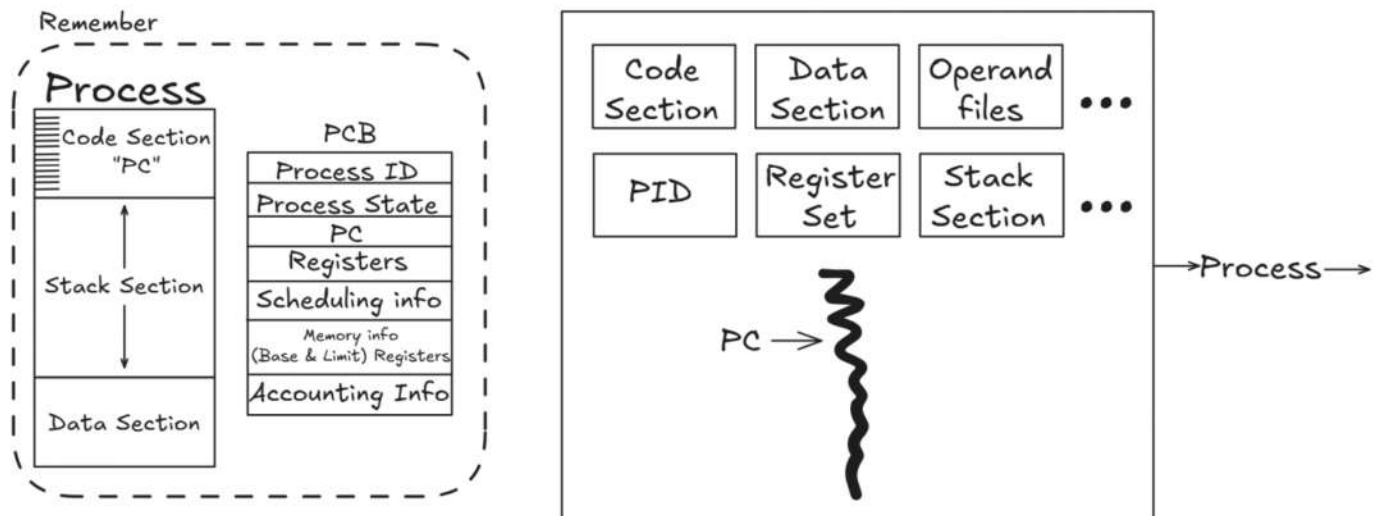 Remember
Process
Code Section
"PC"
Stack Section
Data Section
PCB
Process ID
Process State
PC
Registers
Scheduling info
Memory info
(Base & Limit) Registers
Accounting Info
Code
Section
Data
Section
Operand
files
...
PID
Register
Set
Stack
Section
...
PC
Process